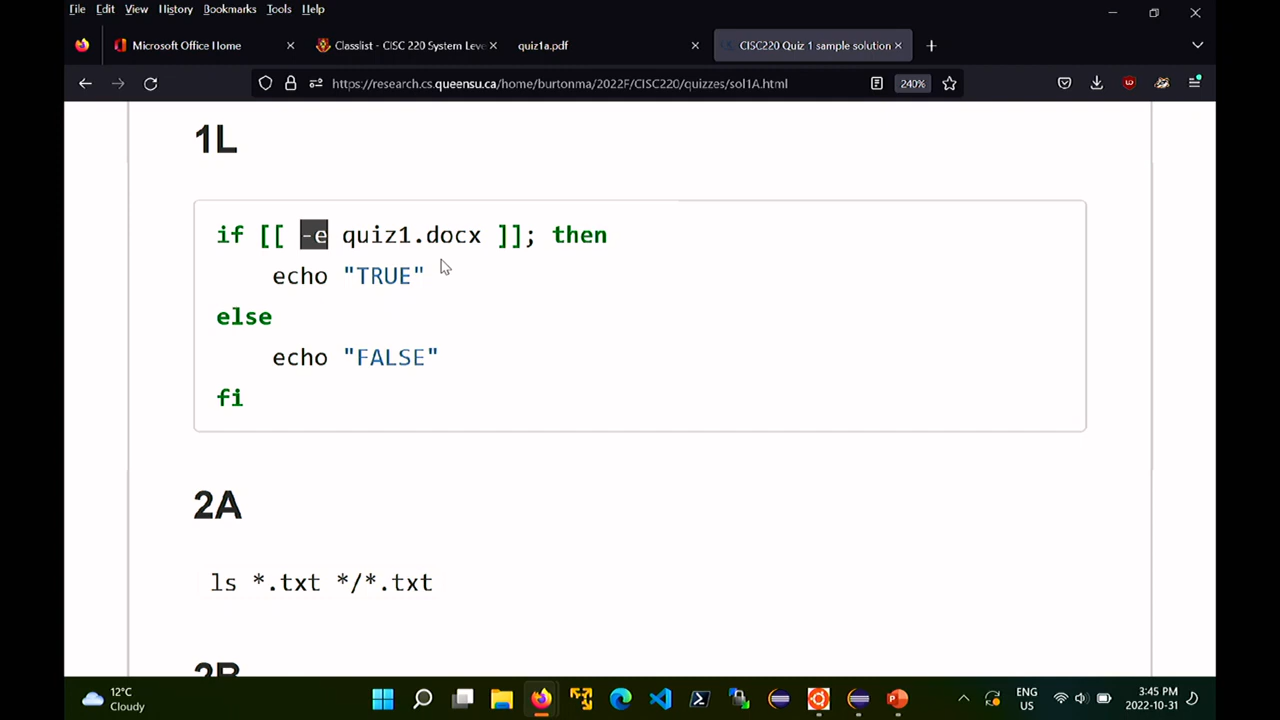 File Edit View History Bookmarks Tools Help
Microsoft Office Home
Classlist - CISC 220 System Leve
quiz1a.pdf
CISC220 Quiz 1 sample solution
https://research.cs.queensu.ca/home/burtonma/2022F/CISC220/quizzes/sol1A.html
240%
1L
if [[ -e quiz1.docx ]]; then
echo "TRUE"
else
echo "FALSE"
fi
2A
ls *.txt */*.txt
2B
12°C
Cloudy
ENG
US
3:45 PM
2022-10-31